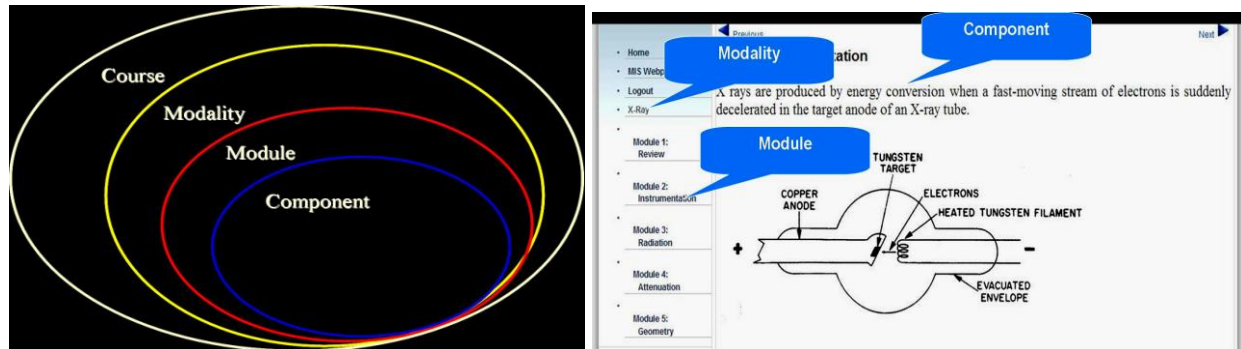 Course
Modality
Module
Component
Previous
Next
Component
Modality
Module
tation
Home
MIS Webp
Logout
X-Ray
Module 1:
Review
Module 2:
Instrumentation
Module 3:
Radiation
Module 4:
Attenuation
Module 5:
Geometry
X rays are produced by energy conversion when a fast-moving stream of electrons is suddenly
decelerated in the target anode of an X-ray tube.
TUNGSTEN
TARGET
COPPER
ANODE
ELECTRONS
HEATED TUNGSTEN FILAMENT
+
−
EVACUATED
ENVELOPE